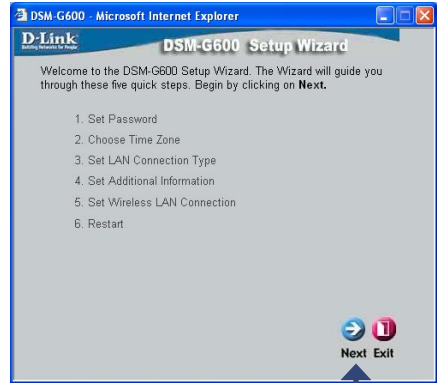 DSM-G600 - Microsoft Internet Explorer
D-Link
Building Networks for People
DSM-G600 Setup Wizard
Welcome to the DSM-G600 Setup Wizard. The Wizard will guide you
through these five quick steps. Begin by clicking on Next.
1. Set Password
2. Choose Time Zone
3. Set LAN Connection Type
4. Set Additional Information
5. Set Wireless LAN Connection
6. Restart
Next Exit